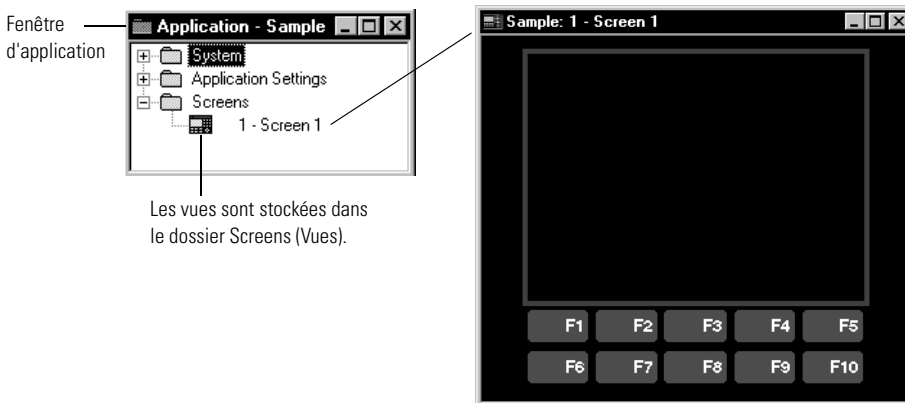 Fenêtre
d'application
Application - Sample
System
Application Settings
Screens
1 - Screen 1
Les vues sont stockées dans
le dossier Screens (Vues).
Sample: 1 - Screen 1
F1 F2 F3 F4 F5
F6 F7 F8 F9 F10